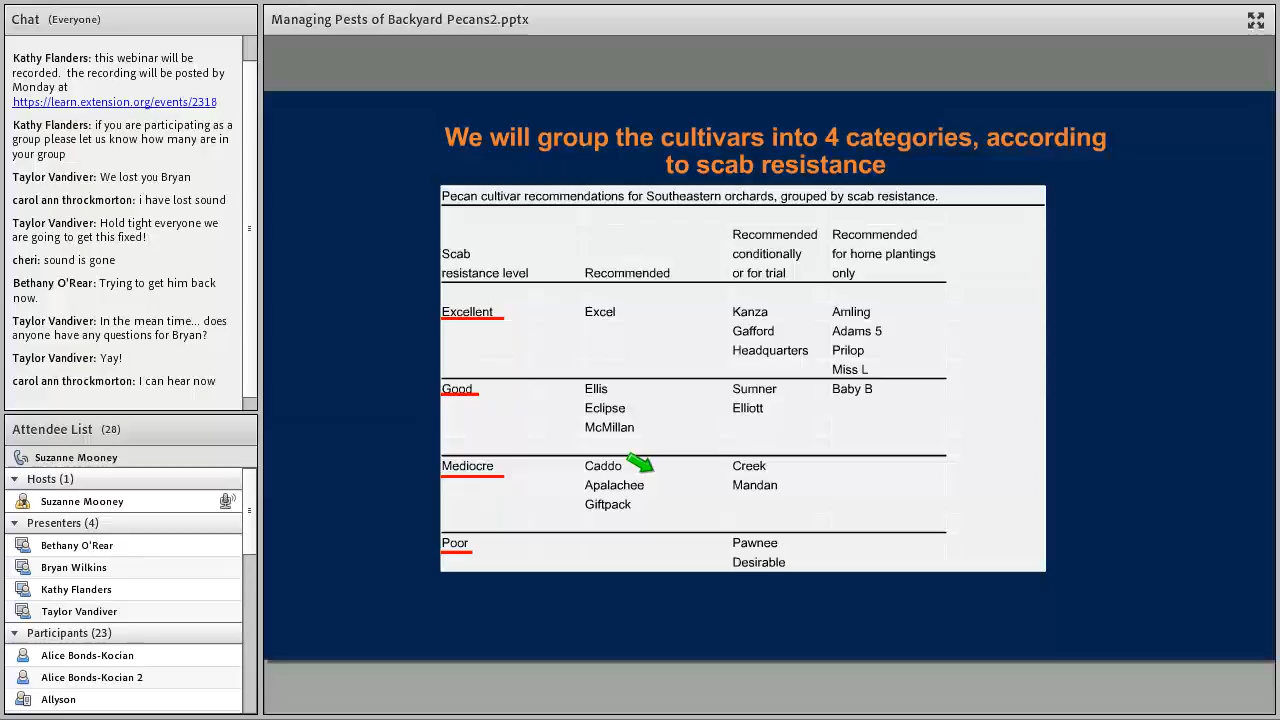 Chat (Everyone)
Kathy Flanders: this webinar will be
recorded. the recording will be posted by
Monday at
https://learn.extension.org/events/2318
Kathy Flanders: if you are participating as a
group please let us know how many are in
your group
Taylor Vandiver: We lost you Bryan
carol ann throckmorton: i have lost sound
Taylor Vandiver: Hold tight everyone we
are going to get this fixed!
cheri: sound is gone
Bethany O'Rear: Trying to get him back
now.
Taylor Vandiver: In the mean time... does
anyone have any questions for Bryan?
Taylor Vandiver: Yay!
carol ann throckmorton: I can hear now
Attendee List (28)
Suzanne Mooney
Hosts (1)
Suzanne Mooney
Presenters (4)
Bethany O'Rear
Bryan Wilkins
Kathy Flanders
Taylor Vandiver
Participants (23)
Alice Bonds-Kocian
Alice Bonds-Kocian 2
Allyson
Managing Pests of Backyard Pecans2.pptx
We will group the cultivars into 4 categories, according
to scab resistance
Pecan cultivar recommendations for Southeastern orchards, grouped by scab resistance.
Recommended Recommended
Scab conditionally for home plantings
resistance level Recommended or for trial only
Excellent Excel Kanza Amling
Gafford Adams 5
Headquarters Prilop
Miss L
Good Ellis Sumner Baby B
Eclipse Elliott
McMillan
Mediocre Caddo Creek
Apalachee Mandan
Giftpack
Poor Pawnee
Desirable